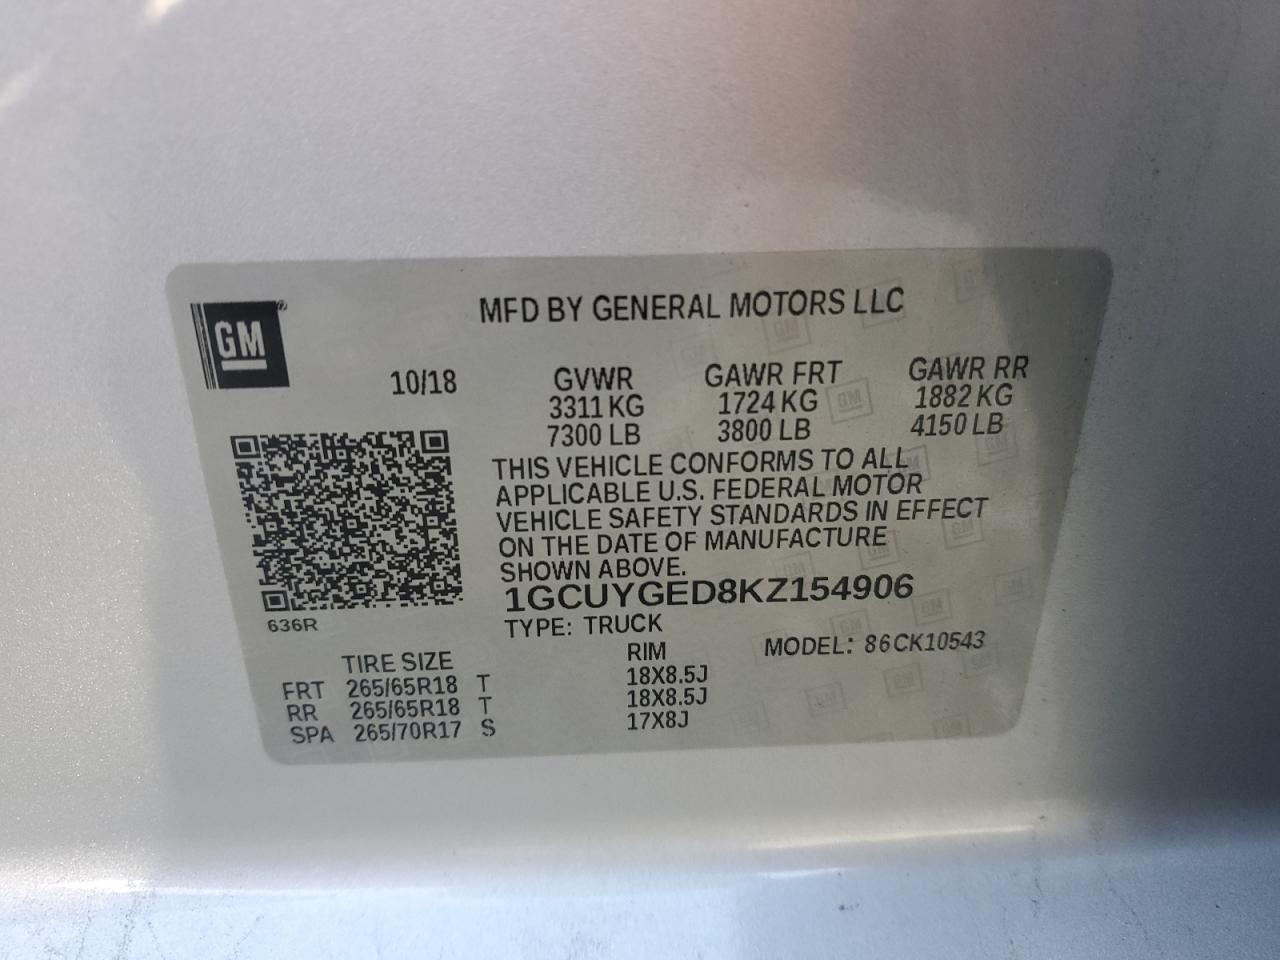 GM®
MFD BY GENERAL MOTORS LLC
10/18 GVWR GAWR FRT GAWR RR
3311 KG 1724 KG 1882 KG
7300 LB 3800 LB 4150 LB
THIS VEHICLE CONFORMS TO ALL
APPLICABLE U.S. FEDERAL MOTOR
VEHICLE SAFETY STANDARDS IN EFFECT
ON THE DATE OF MANUFACTURE
SHOWN ABOVE.
1GCUYGED8KZ154906
636R
TYPE: TRUCK
MODEL: 86CK10543
TIRE SIZE RIM
FRT 265/65R18 T 18X8.5J
RR 265/65R18 T 18X8.5J
SPA 265/70R17 S 17X8J